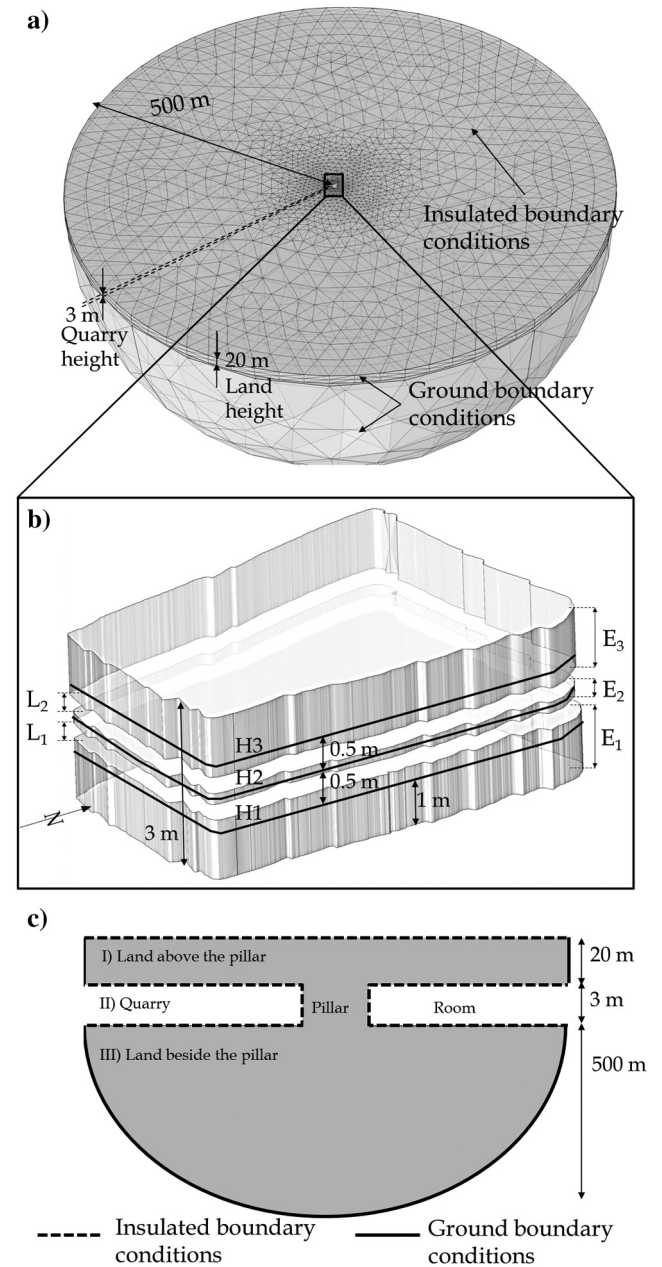 a)
500 m
Insulated boundary
conditions
3 m
Quarry
height
20 m
Land
height
Ground boundary
conditions
b)
E3
L2
E2
L1
E1
H3
0.5 m
H2
0.5 m
H1
1 m
3 m
N
c)
I) Land above the pillar
20 m
II) Quarry
Pillar
Room
3 m
III) Land beside the pillar
500 m
Insulated boundary
conditions
Ground boundary
conditions